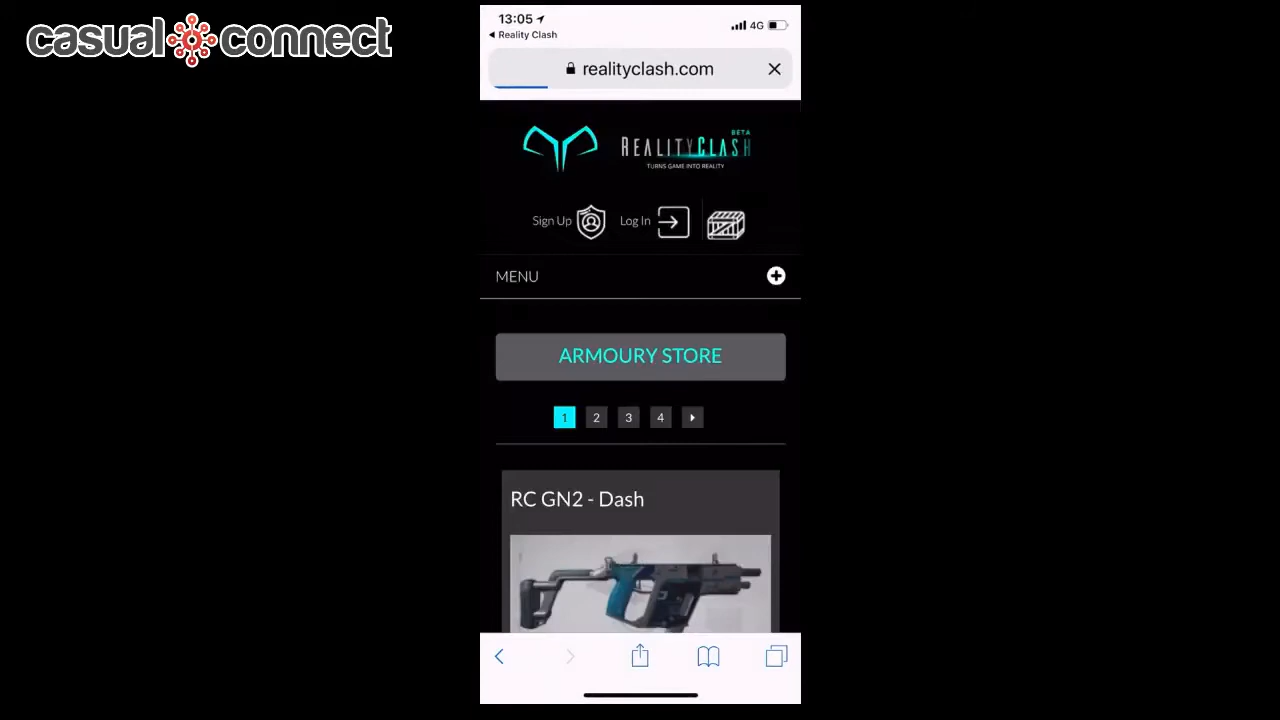 casual connect
13:05
4G
Reality Clash
realityclash.com
BETA
REALITY CLASH
TURNS GAME INTO REALITY
Sign Up
Log In
MENU
ARMOURY STORE
1 2 3 4
RC GN2 - Dash